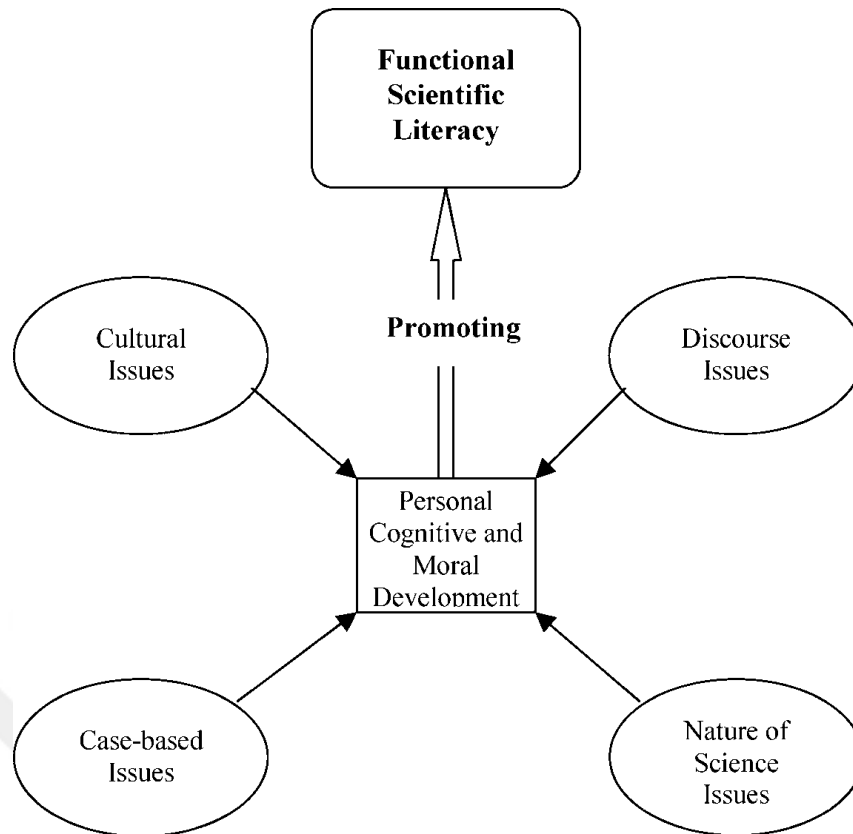 Functional
Scientific
Literacy
Promoting
Cultural
Issues
Discourse
Issues
Personal
Cognitive and
Moral
Development
Case-based
Issues
Nature of
Science
Issues